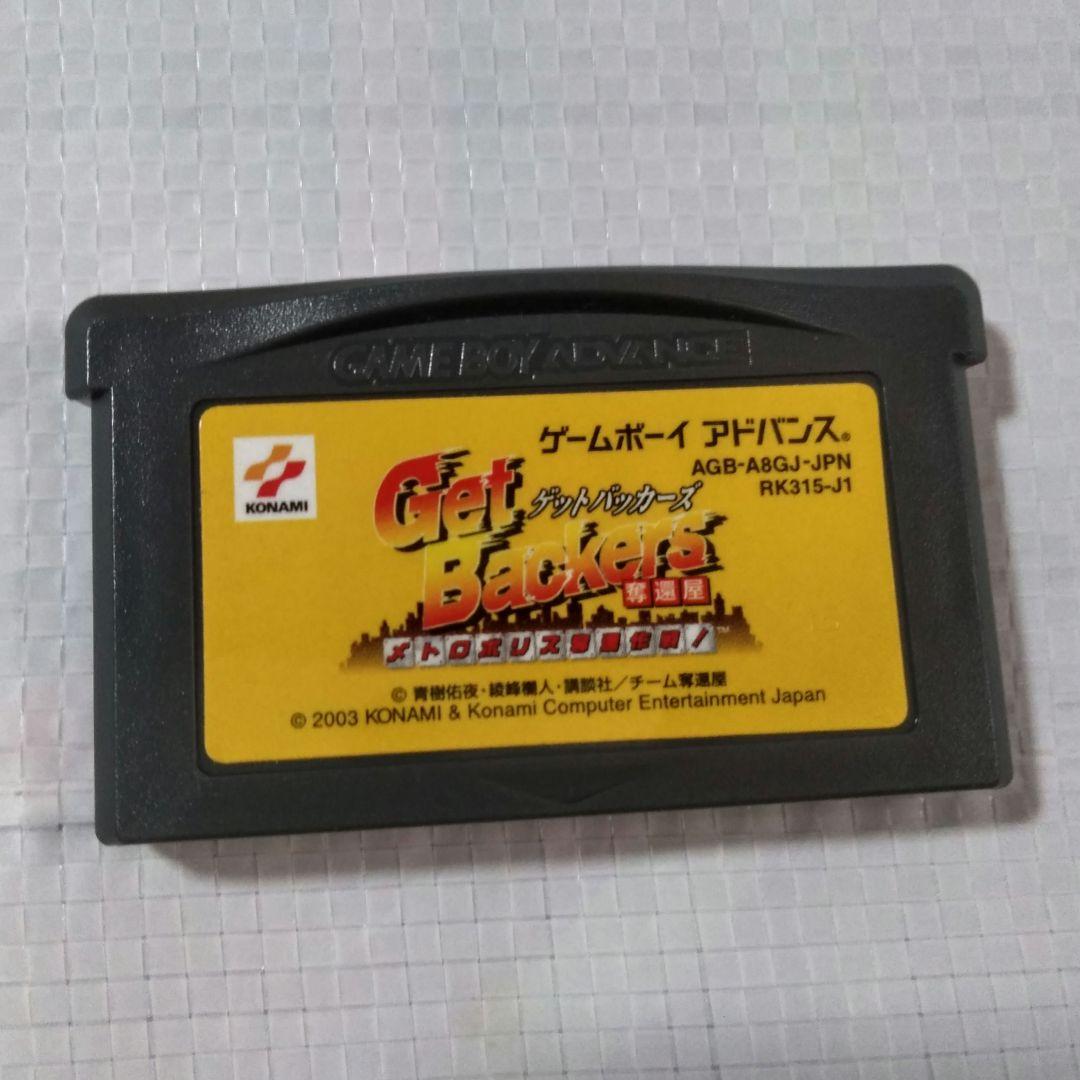 GAME BOY ADVANCE
KONAMI
ゲームボーイ アドバンス®
AGB-A8GJ-JPN
RK315-J1
Get
ゲットバッカーズ
Backers
奪還屋
メトロポリス奪還作戦!™
© 青樹佑夜・綾峰欄人・講談社/チーム奪還屋
© 2003 KONAMI & Konami Computer Entertainment Japan